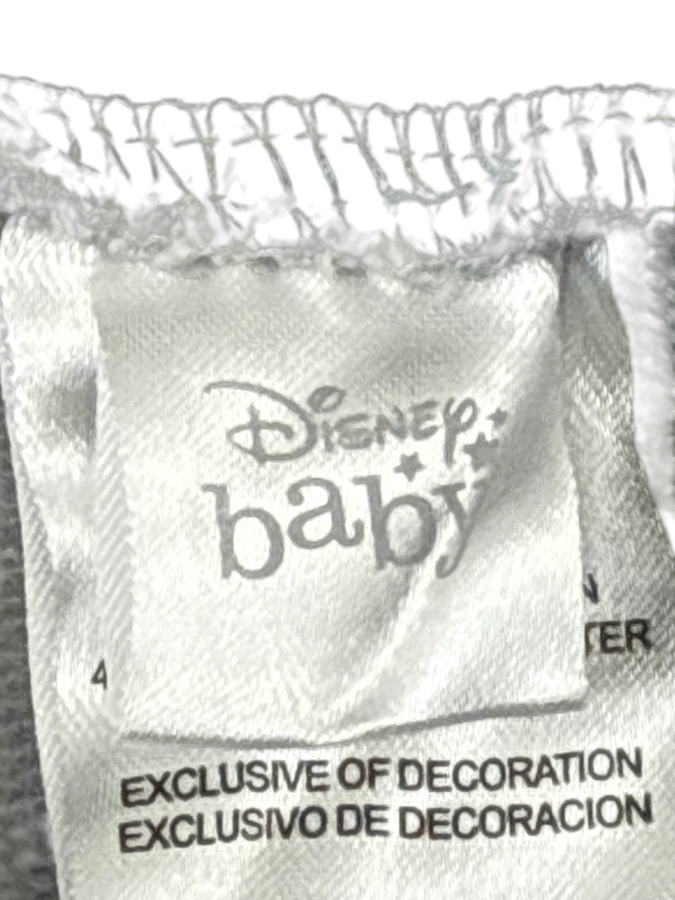 Disney
baby
EXCLUSIVE OF DECORATION
EXCLUSIVO DE DECORACION